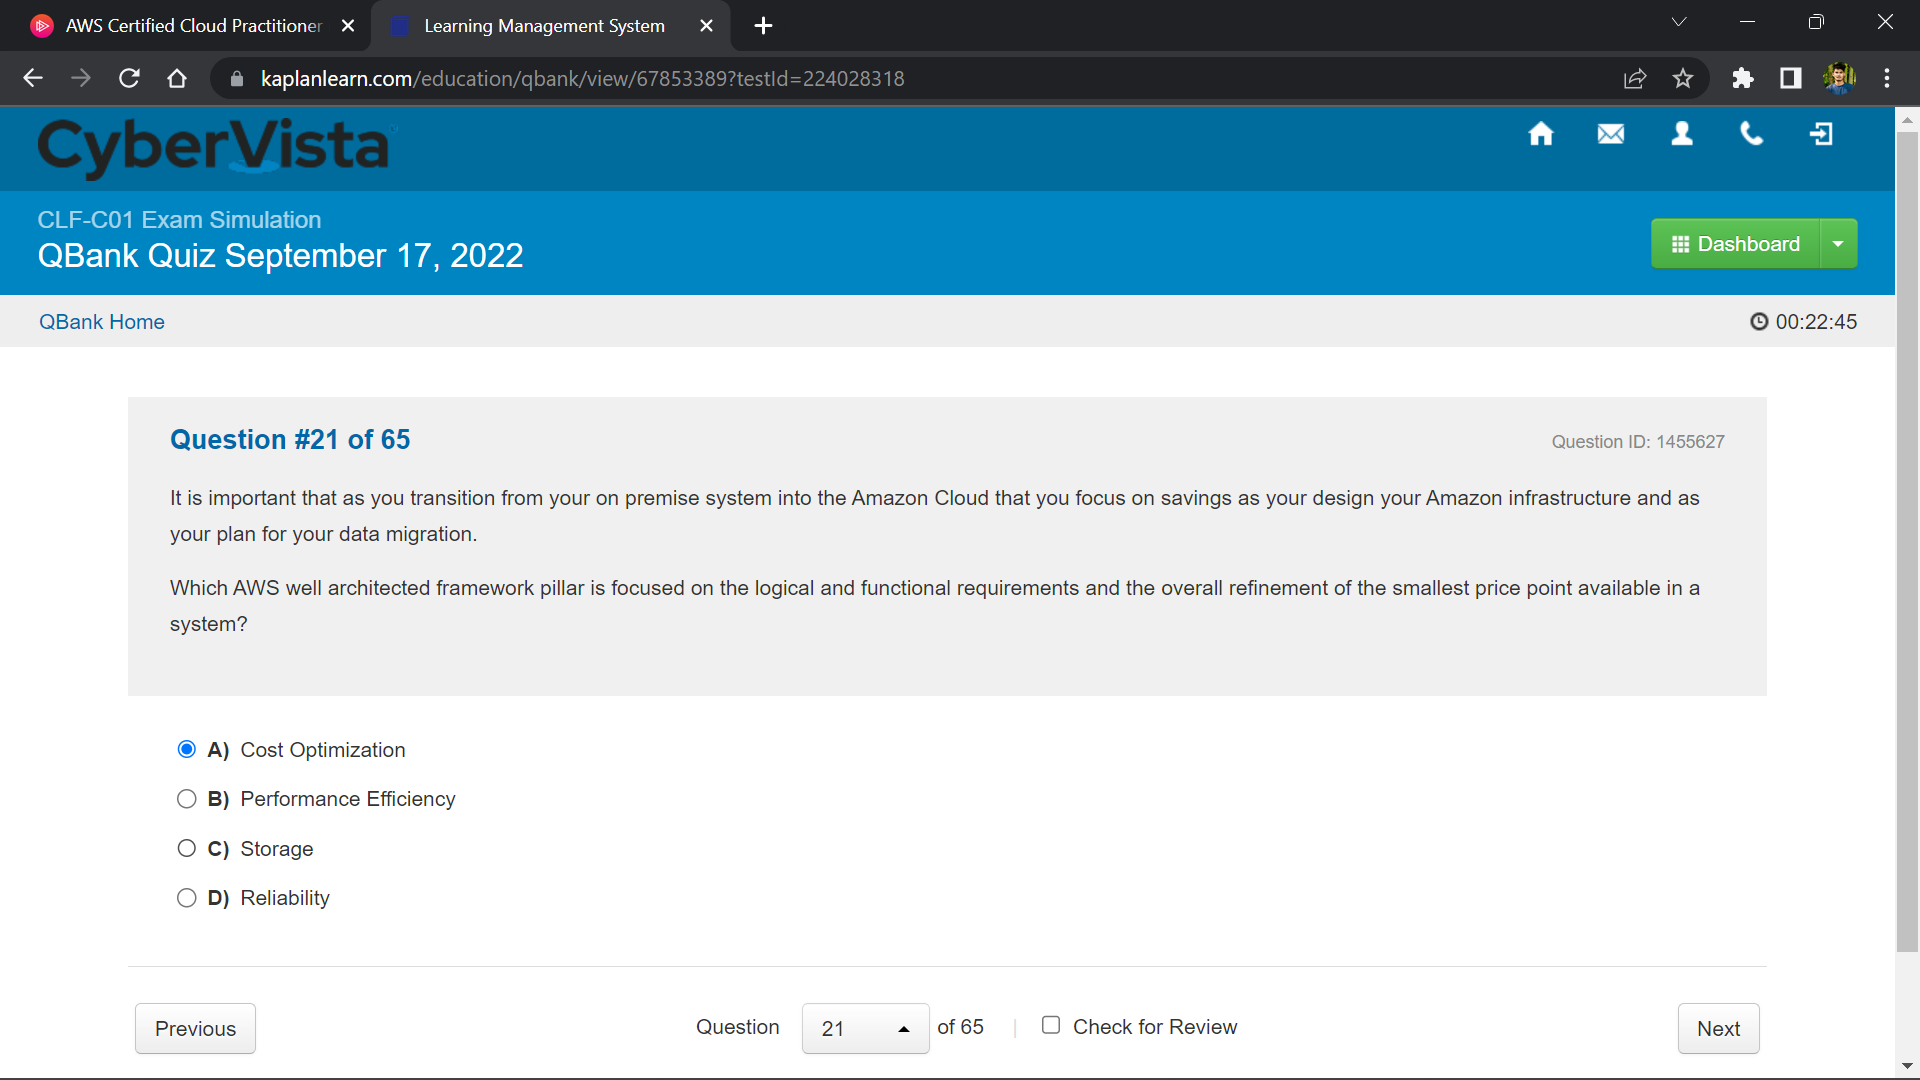 AWS Certified Cloud Practitioner
Learning Management System
kaplanlearn.com/education/qbank/view/67853389?testId=224028318
CyberVista
CLF-C01 Exam Simulation
QBank Quiz September 17, 2022
Dashboard
QBank Home
00:22:45
Question #21 of 65
Question ID: 1455627
It is important that as you transition from your on premise system into the Amazon Cloud that you focus on savings as your design your Amazon infrastructure and as
your plan for your data migration.
Which AWS well architected framework pillar is focused on the logical and functional requirements and the overall refinement of the smallest price point available in a
system?
A) Cost Optimization
B) Performance Efficiency
C) Storage
D) Reliability
Previous
Question 21 of 65 | Check for Review
Next